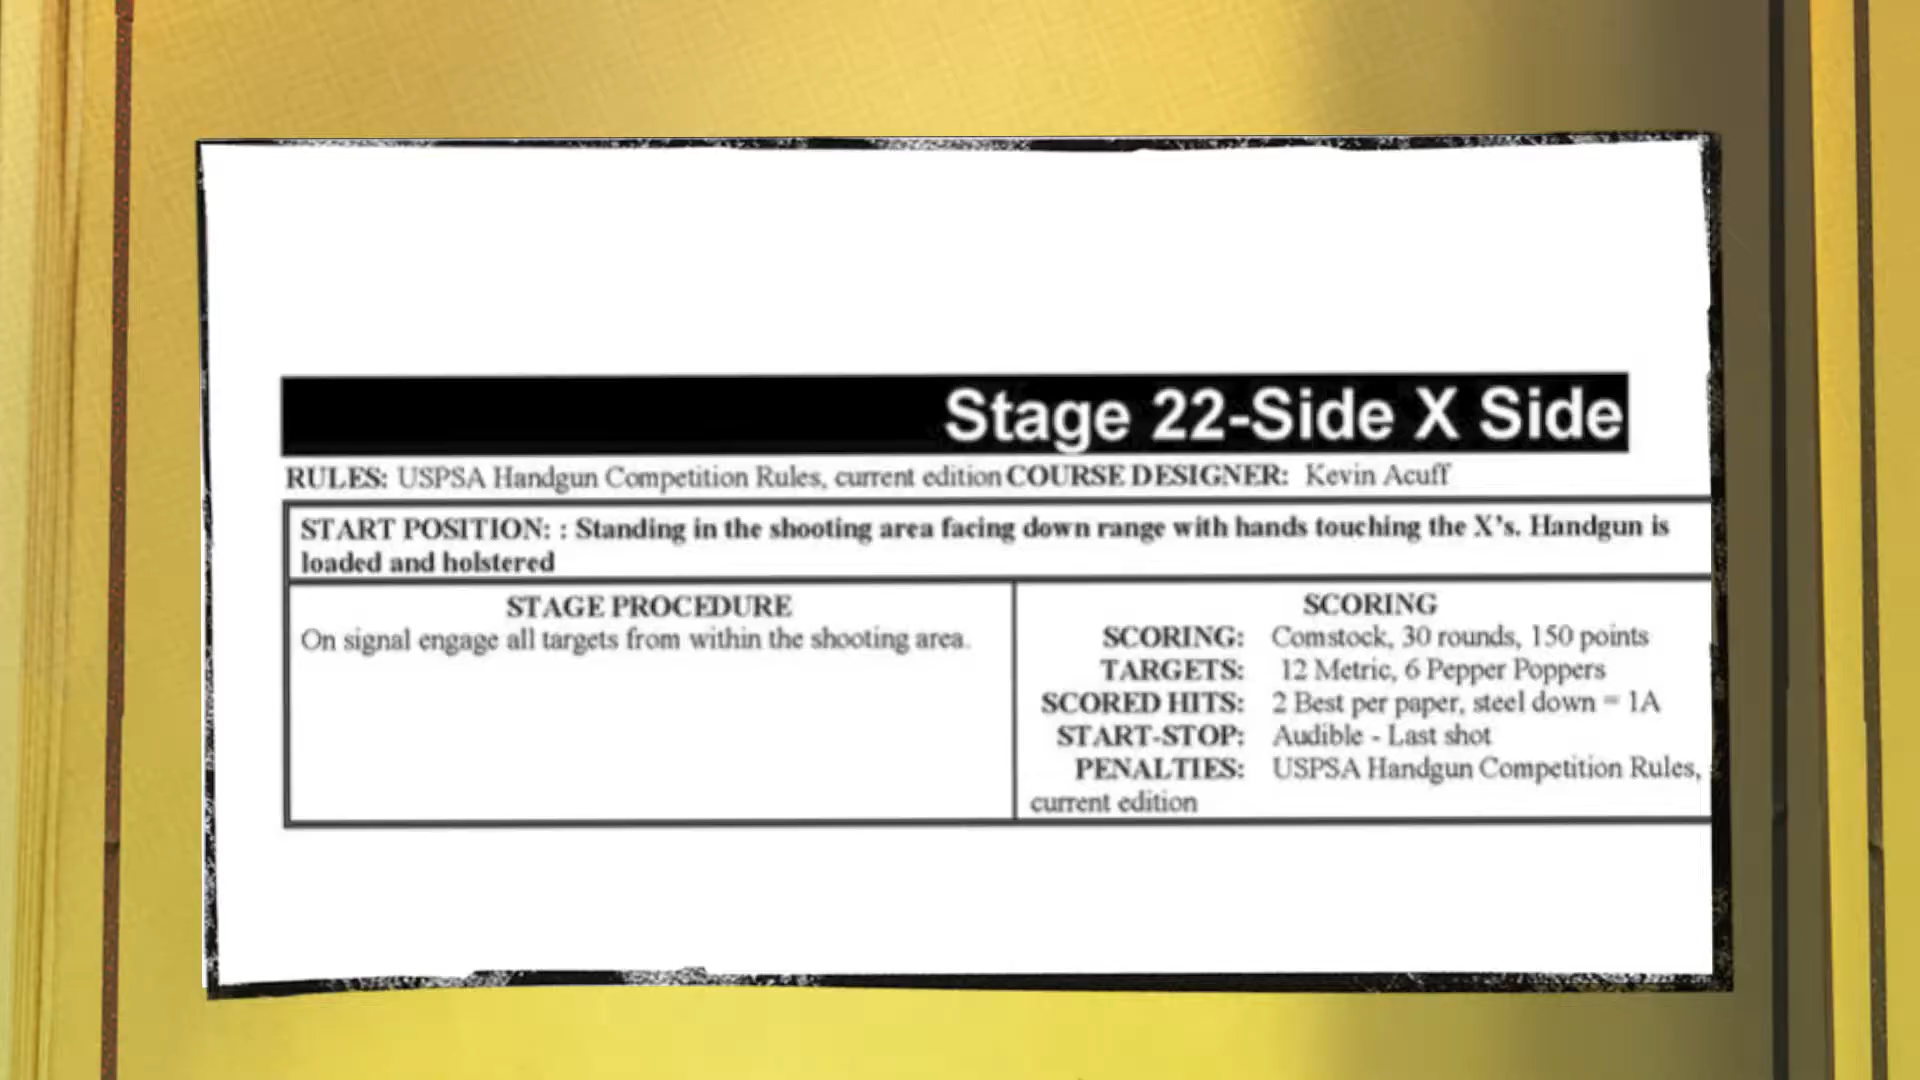 Stage 22-Side X Side
RULES: USPSA Handgun Competition Rules, current edition COURSE DESIGNER: Kevin Acuff
START POSITION: : Standing in the shooting area facing down range with hands touching the X's. Handgun is
loaded and holstered
STAGE PROCEDURE
On signal engage all targets from within the shooting area.
SCORING
SCORING: Comstock, 30 rounds, 150 points
TARGETS: 12 Metric, 6 Pepper Poppers
SCORED HITS: 2 Best per paper, steel down = 1A
START-STOP: Audible - Last shot
PENALTIES: USPSA Handgun Competition Rules,
current edition